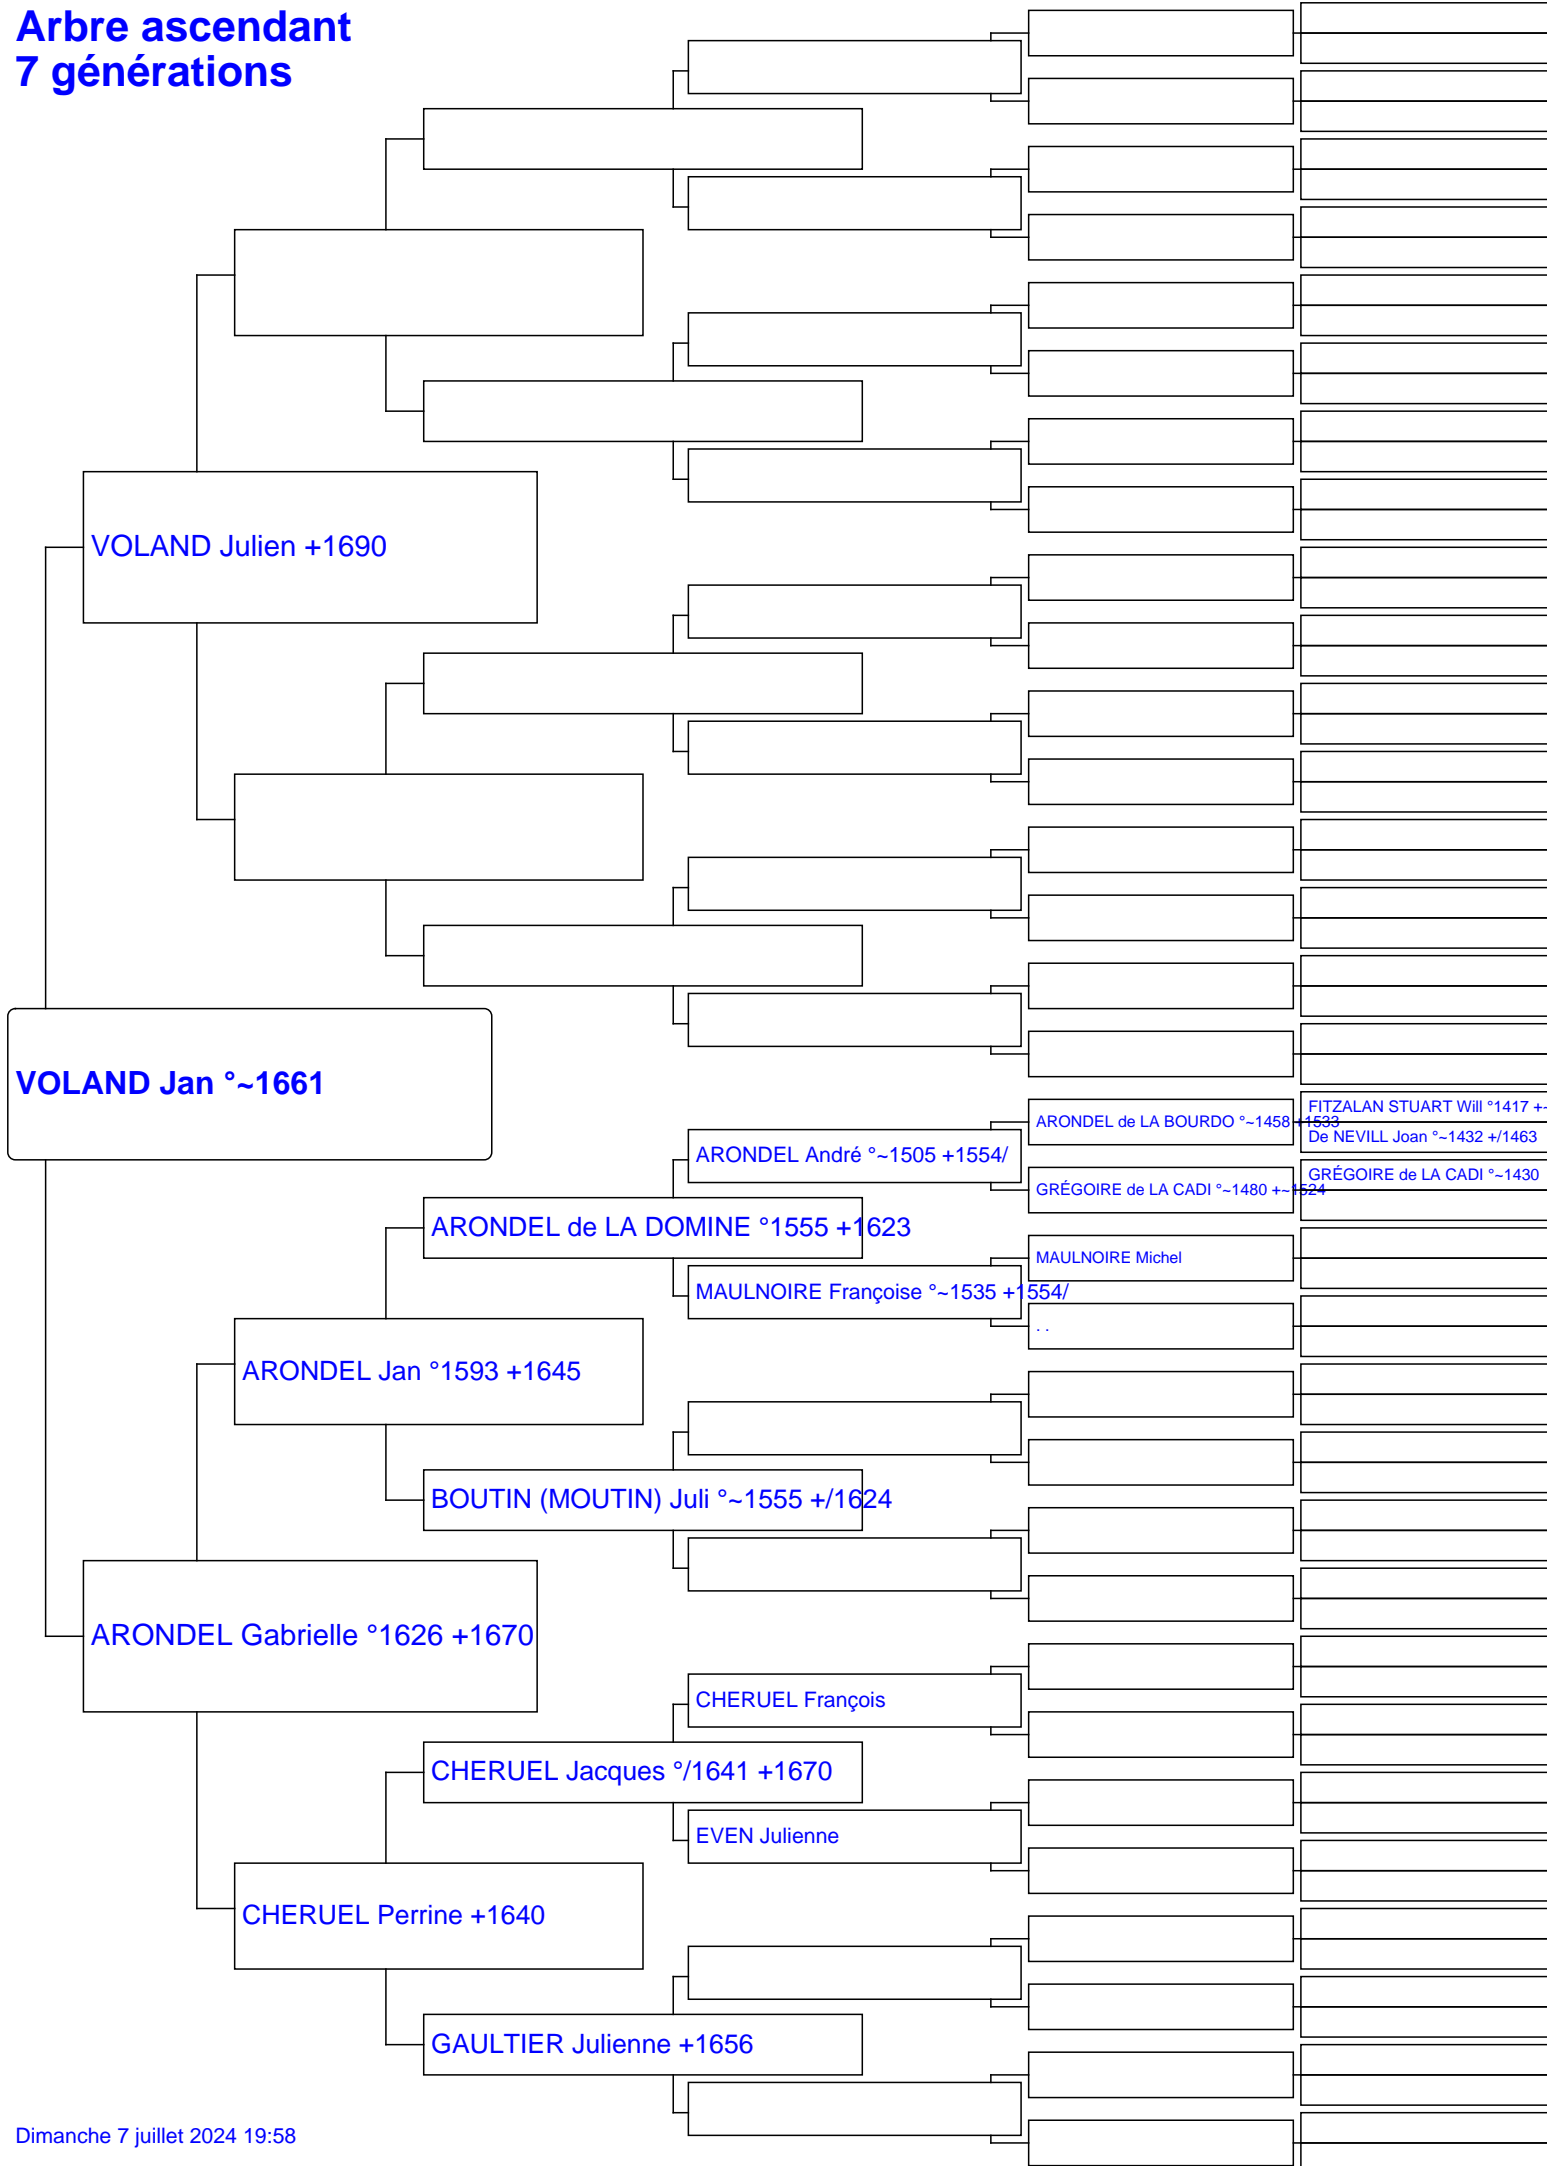 Arbre ascendant
7 générations
VOLAND Julien +1690
VOLAND Jan °~1661
FITZALAN STUART Will °1417 +~
ARONDEL de LA BOURDO °~1458 +1533
De NEVILL Joan °~1432 +/1463
ARONDEL André °~1505 +1554/
GRÉGOIRE de LA CADI °~1430
GRÉGOIRE de LA CADI °~1480 +~1524
ARONDEL de LA DOMINE °1555 +1623
MAULNOIRE Michel
MAULNOIRE Françoise °~1535 +1554/
. .
ARONDEL Jan °1593 +1645
BOUTIN (MOUTIN) Juli °~1555 +/1624
ARONDEL Gabrielle °1626 +1670
CHERUEL François
CHERUEL Jacques °/1641 +1670
EVEN Julienne
CHERUEL Perrine +1640
GAULTIER Julienne +1656
Dimanche 7 juillet 2024 19:58